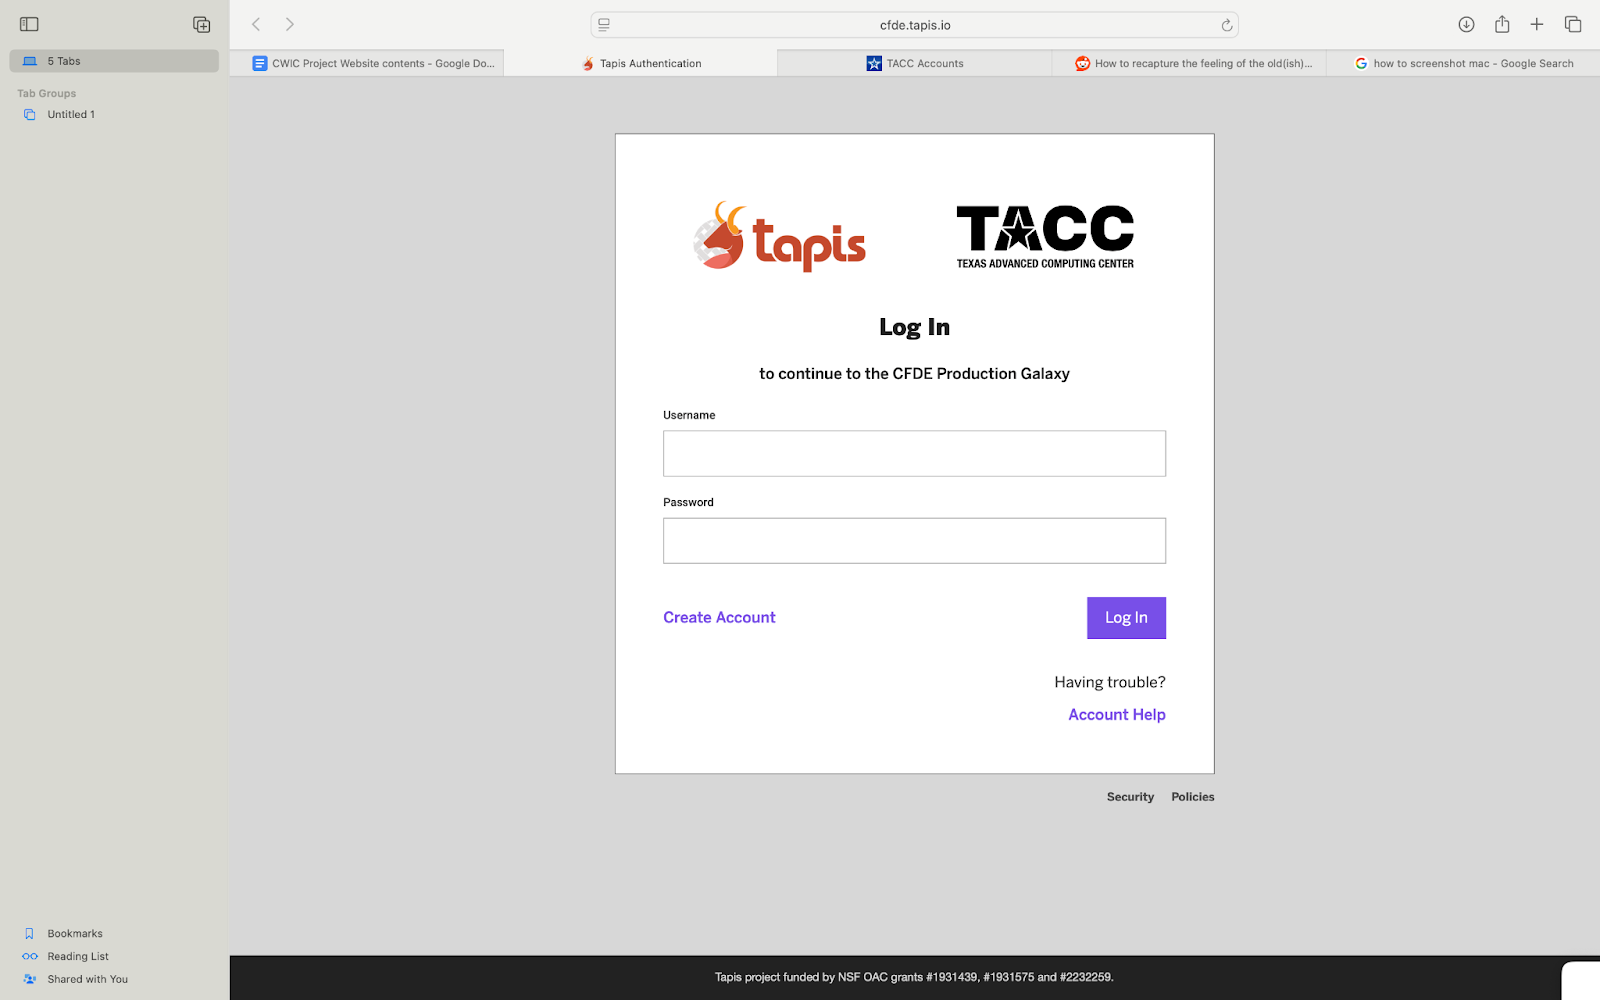 cfde.tapis.io
5 Tabs
CWIC Project Website contents - Google Do...
Tapis Authentication
TACC Accounts
How to recapture the feeling of the old(ish)...
how to screenshot mac - Google Search
Tab Groups
Untitled 1
tapis
TACC
TEXAS ADVANCED COMPUTING CENTER
Log In
to continue to the CFDE Production Galaxy
Username
Password
Create Account
Log In
Having trouble?
Account Help
Security
Policies
Bookmarks
Reading List
Shared with You
Tapis project funded by NSF OAC grants #1931439, #1931575 and #2232259.